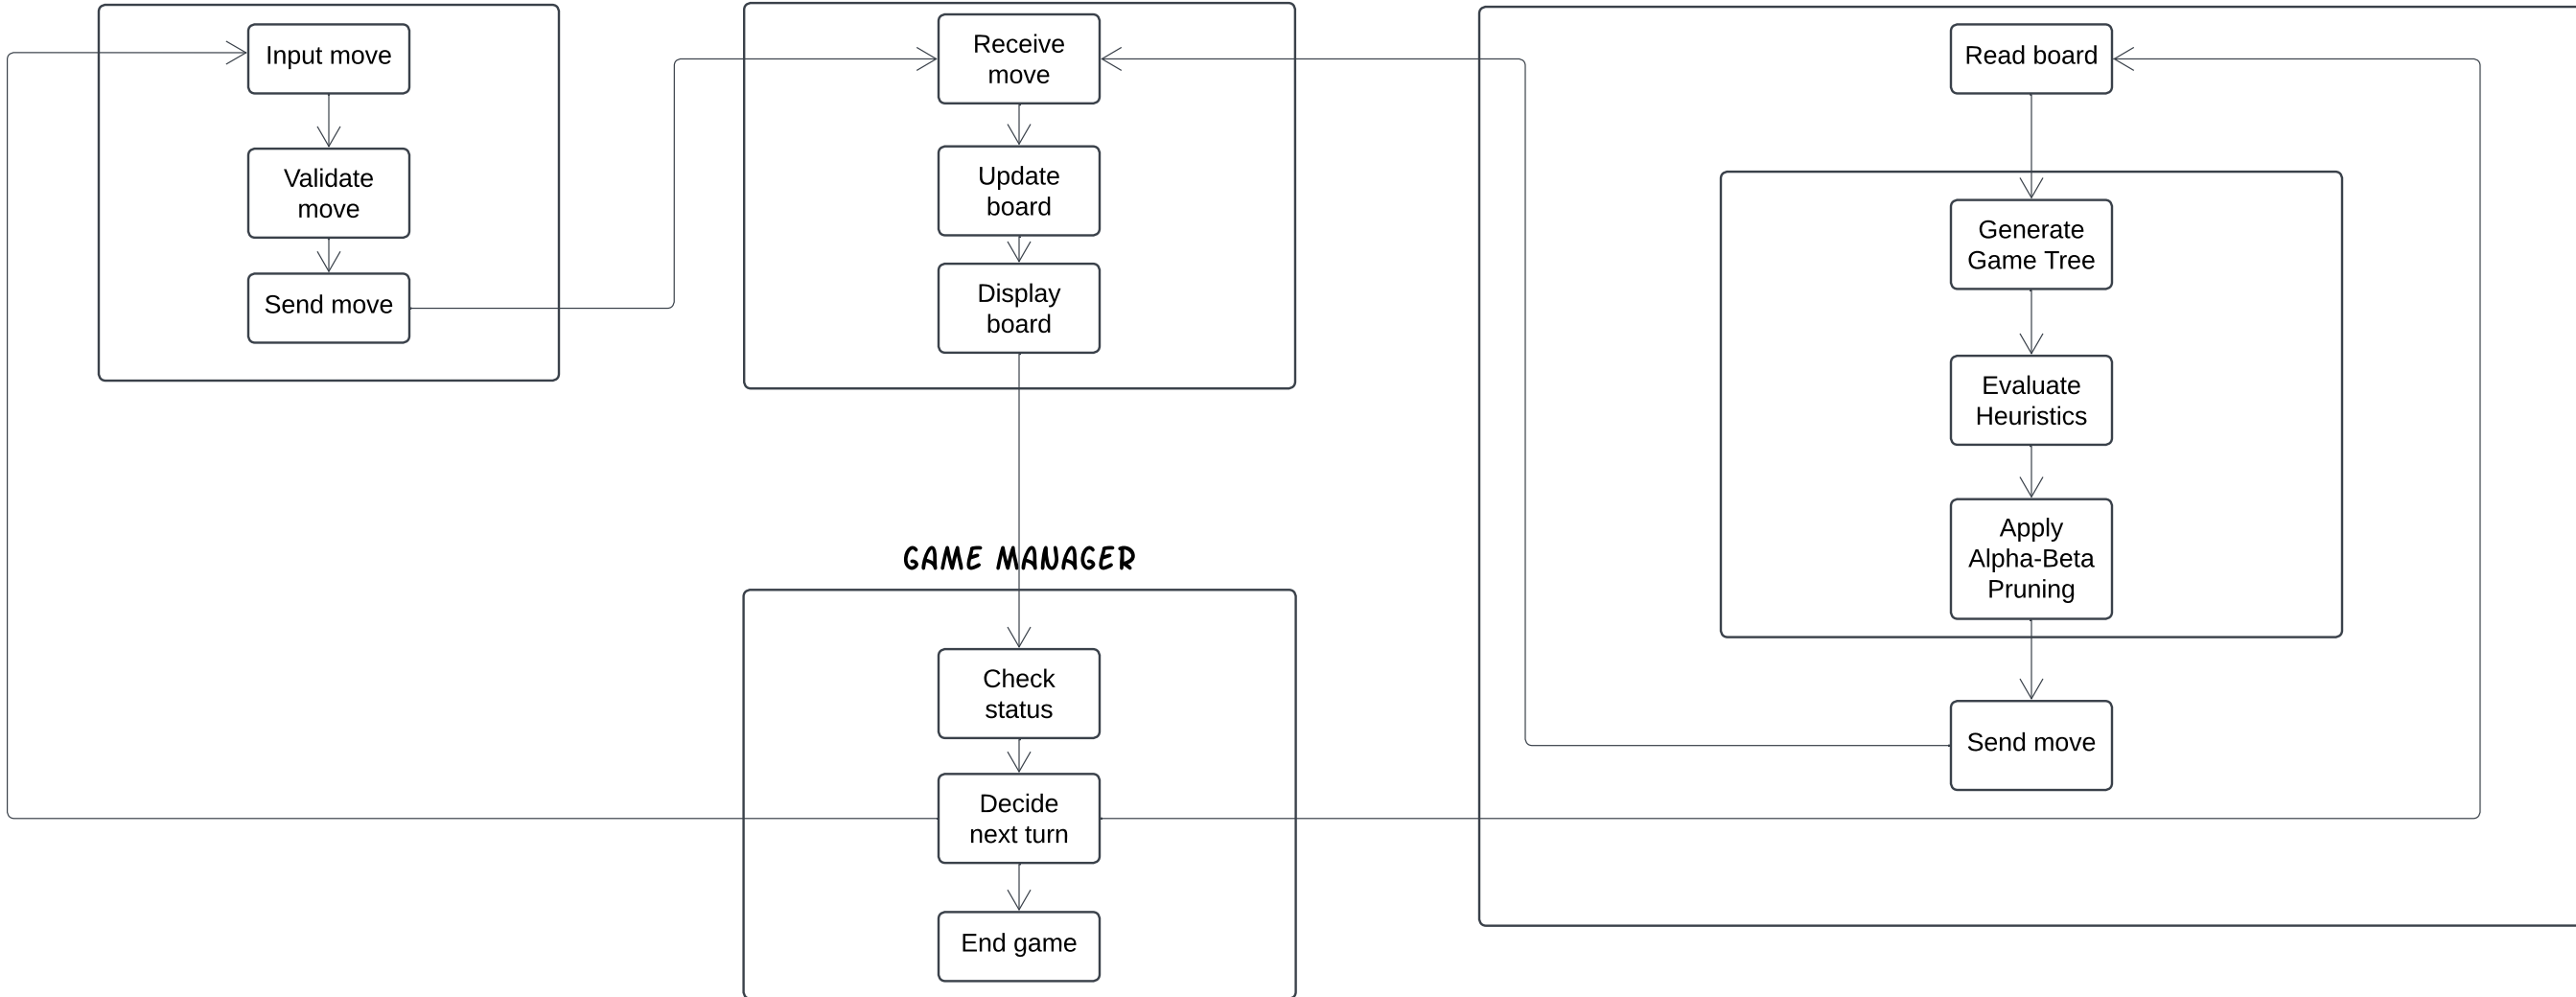 Input move
Validate
move
Send move
Receive
move
Update
board
Display
board
GAME MANAGER
Check
status
Decide
next turn
End game
Read board
Generate
Game Tree
Evaluate
Heuristics
Apply
Alpha-Beta
Pruning
Send move